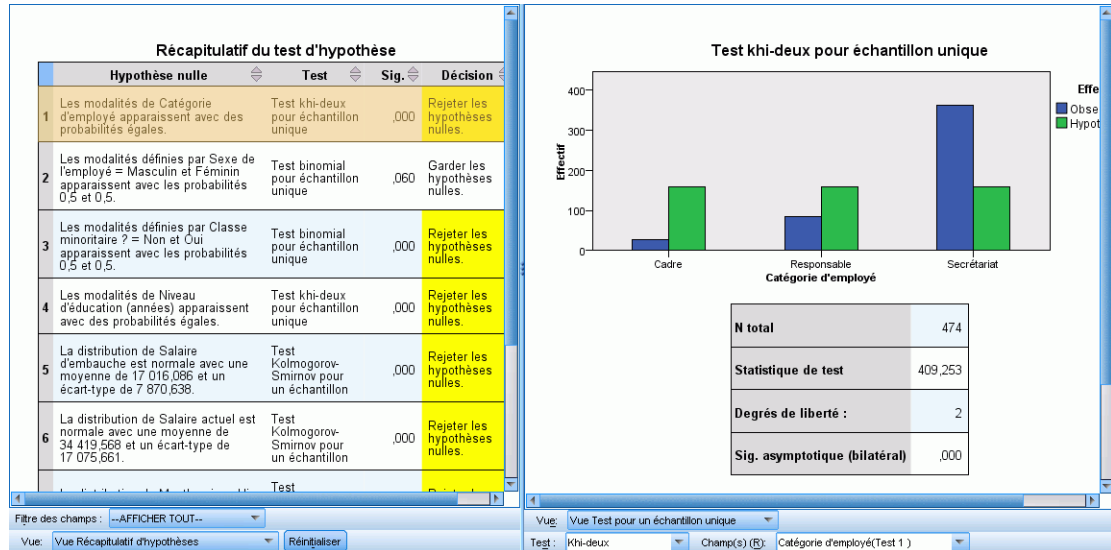 Récapitulatif du test d'hypothèse
Hypothèse nulle Test Sig. Décision
1 Les modalités de Catégorie d'employé apparaissent avec des probabilités égales. Test khi-deux pour échantillon unique ,000 Rejeter les hypothèses nulles.
2 Les modalités définies par Sexe de l'employé = Masculin et Féminin apparaissent avec les probabilités 0,5 et 0,5. Test binomial pour échantillon unique ,060 Garder les hypothèses nulles.
3 Les modalités définies par Classe minoritaire ? = Non et Oui apparaissent avec les probabilités 0,5 et 0,5. Test binomial pour échantillon unique ,000 Rejeter les hypothèses nulles.
4 Les modalités de Niveau d'éducation (années) apparaissent avec des probabilités égales. Test khi-deux pour échantillon unique ,000 Rejeter les hypothèses nulles.
5 La distribution de Salaire d'embauche est normale avec une moyenne de 17 016,086 et un écart-type de 7 870,638. Test Kolmogorov-Smirnov pour un échantillon ,000 Rejeter les hypothèses nulles.
6 La distribution de Salaire actuel est normale avec une moyenne de 34 419,568 et un écart-type de 17 075,661. Test Kolmogorov-Smirnov pour un échantillon ,000 Rejeter les hypothèses nulles.
Test
Filtre des champs : --AFFICHER TOUT--
Vue: Vue Récapitulatif d'hypothèses Réinitialiser
Test khi-deux pour échantillon unique
Effectif
400
300
200
100
0
Cadre Responsable Secrétariat
Catégorie d'employé
Effe
Obse
Hypot
N total 474
Statistique de test 409,253
Degrés de liberté : 2
Sig. asymptotique (bilatéral) ,000
Vue: Vue Test pour un échantillon unique
Test : Khi-deux Champ(s) (R): Catégorie d'employé(Test 1 )